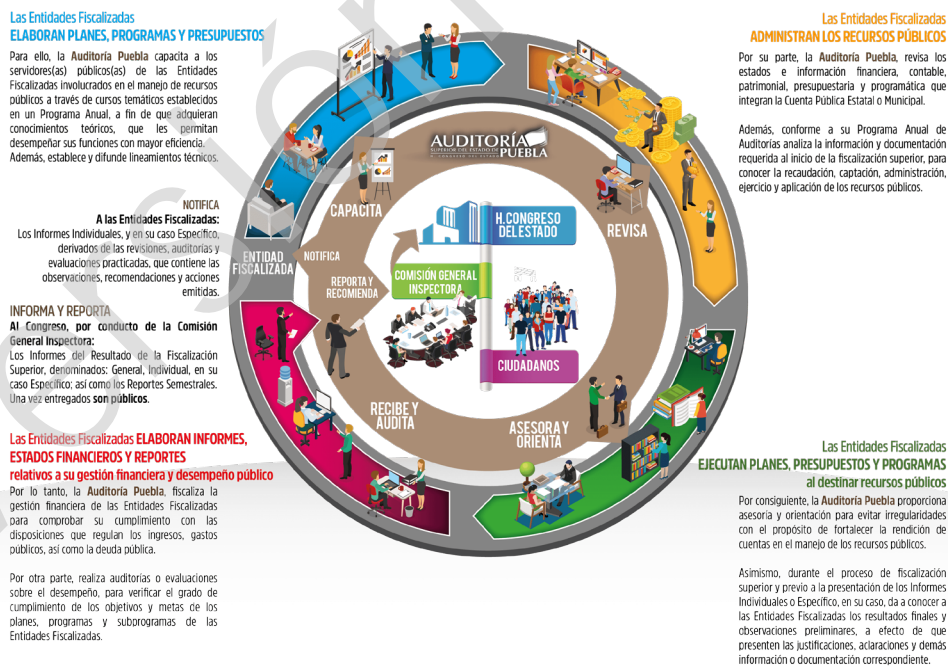 Las Entidades Fiscalizadas
ELABORAN PLANES, PROGRAMAS Y PRESUPUESTOS
Para ello, la Auditoría Puebla capacita a los
servidores(as) públicos(as) de las Entidades
Fiscalizadas involucrados en el manejo de recursos
públicos a través de cursos temáticos establecidos
en un Programa Anual, a fin de que adquieran
conocimientos teóricos, que les permitan
desempeñar sus funciones con mayor eficiencia.
Además, establece y difunde lineamientos técnicos.
NOTIFICA
A las Entidades Fiscalizadas:
Los Informes Individuales, y en su caso Específico,
derivados de las revisiones, auditorías y
evaluaciones practicadas, que contiene las
observaciones, recomendaciones y acciones
emitidas.
INFORMA Y REPORTA
Al Congreso, por conducto de la Comisión
General Inspectora:
Los Informes del Resultado de la Fiscalización
Superior, denominados: General, Individual, en su
caso Específico; así como los Reportes Semestrales.
Una vez entregados son públicos.
Las Entidades Fiscalizadas ELABORAN INFORMES,
ESTADOS FINANCIEROS Y REPORTES
relativos a su gestión financiera y desempeño público
Por lo tanto, la Auditoría Puebla, fiscaliza la
gestión financiera de las Entidades Fiscalizadas
para comprobar su cumplimiento con las
disposiciones que regulan los ingresos, gastos
públicos, así como la deuda pública.
Por otra parte, realiza auditorías o evaluaciones
sobre el desempeño, para verificar el grado de
cumplimiento de los objetivos y metas de los
planes, programas y subprogramas de las
Entidades Fiscalizadas.
AUDITORÍA
SUPERIOR DEL ESTADO DE
PUEBLA
H. CONGRESO DEL ESTADO
CAPACITA
REVISA
H. CONGRESO
DEL ESTADO
ENTIDAD
FISCALIZADA
NOTIFICA
REPORTA Y
RECOMIENDA
COMISIÓN GENERAL
INSPECTORA
CIUDADANOS
RECIBE Y
AUDITA
ASESORA Y
ORIENTA
Las Entidades Fiscalizadas
ADMINISTRAN LOS RECURSOS PÚBLICOS
Por su parte, la Auditoría Puebla, revisa los
estados e información financiera, contable,
patrimonial, presupuestaria y programática que
integran la Cuenta Pública Estatal o Municipal.
Además, conforme a su Programa Anual de
Auditorías analiza la información y documentación
requerida al inicio de la fiscalización superior, para
conocer la recaudación, captación, administración,
ejercicio y aplicación de los recursos públicos.
Las Entidades Fiscalizadas
EJECUTAN PLANES, PRESUPUESTOS Y PROGRAMAS
al destinar recursos públicos
Por consiguiente, la Auditoría Puebla proporciona
asesoría y orientación para evitar irregularidades
con el propósito de fortalecer la rendición de
cuentas en el manejo de los recursos públicos.
Asimismo, durante el proceso de fiscalización
superior y previo a la presentación de los Informes
Individuales o Específico, en su caso, da a conocer a
las Entidades Fiscalizadas los resultados finales y
observaciones preliminares, a efecto de que
presenten las justificaciones, aclaraciones y demás
información o documentación correspondiente.